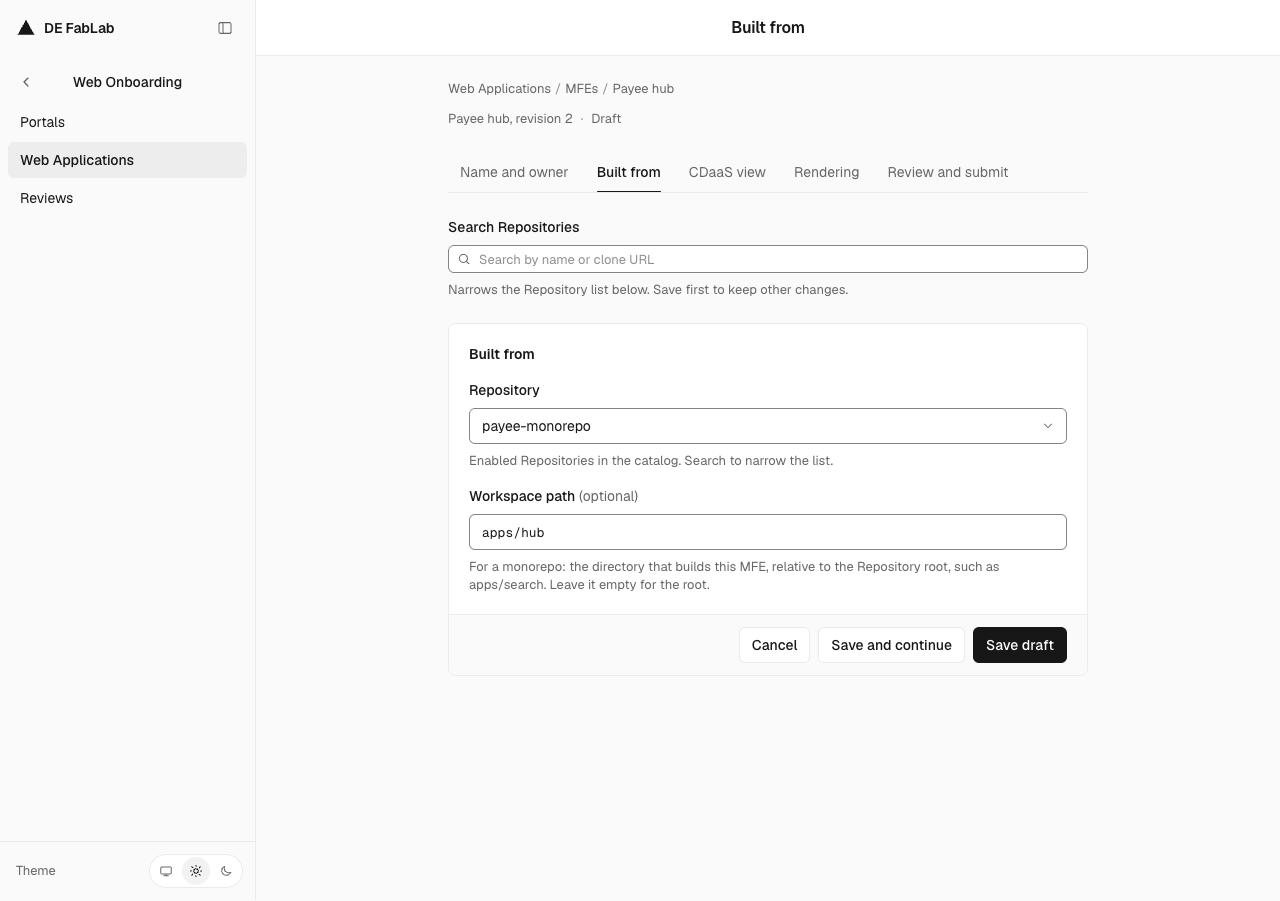 DE FabLab
Web Onboarding
Portals
Web Applications
Reviews
Theme
Built from
Web Applications / MFEs / Payee hub
Payee hub, revision 2 · Draft
Name and owner
Built from
CDaaS view
Rendering
Review and submit
Search Repositories
Search by name or clone URL
Narrows the Repository list below. Save first to keep other changes.
Built from
Repository
payee-monorepo
Enabled Repositories in the catalog. Search to narrow the list.
Workspace path (optional)
apps/hub
For a monorepo: the directory that builds this MFE, relative to the Repository root, such as
apps/search. Leave it empty for the root.
Cancel
Save and continue
Save draft